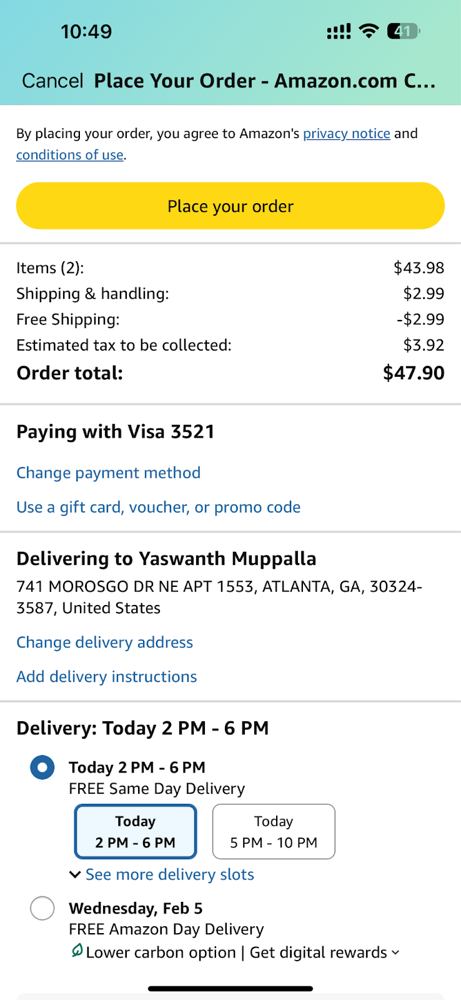 10:49
41
Cancel Place Your Order - Amazon.com C...
By placing your order, you agree to Amazon's privacy notice and
conditions of use.
Place your order
Items (2): $43.98
Shipping & handling: $2.99
Free Shipping: -$2.99
Estimated tax to be collected: $3.92
Order total: $47.90
Paying with Visa 3521
Change payment method
Use a gift card, voucher, or promo code
Delivering to Yaswanth Muppalla
741 MOROSGO DR NE APT 1553, ATLANTA, GA, 30324-
3587, United States
Change delivery address
Add delivery instructions
Delivery: Today 2 PM - 6 PM
Today 2 PM - 6 PM
FREE Same Day Delivery
Today Today
2 PM - 6 PM 5 PM - 10 PM
See more delivery slots
Wednesday, Feb 5
FREE Amazon Day Delivery
Lower carbon option | Get digital rewards